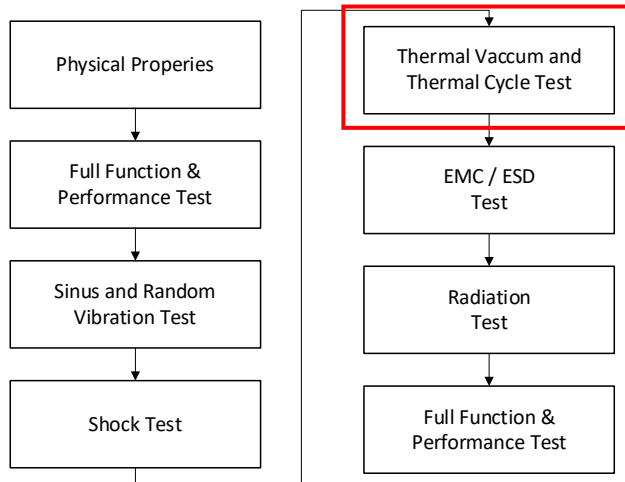 Physical Properies
Full Function &
Performance Test
Sinus and Random
Vibration Test
Shock Test
Thermal Vaccum and
Thermal Cycle Test
EMC / ESD
Test
Radiation
Test
Full Function &
Performance Test